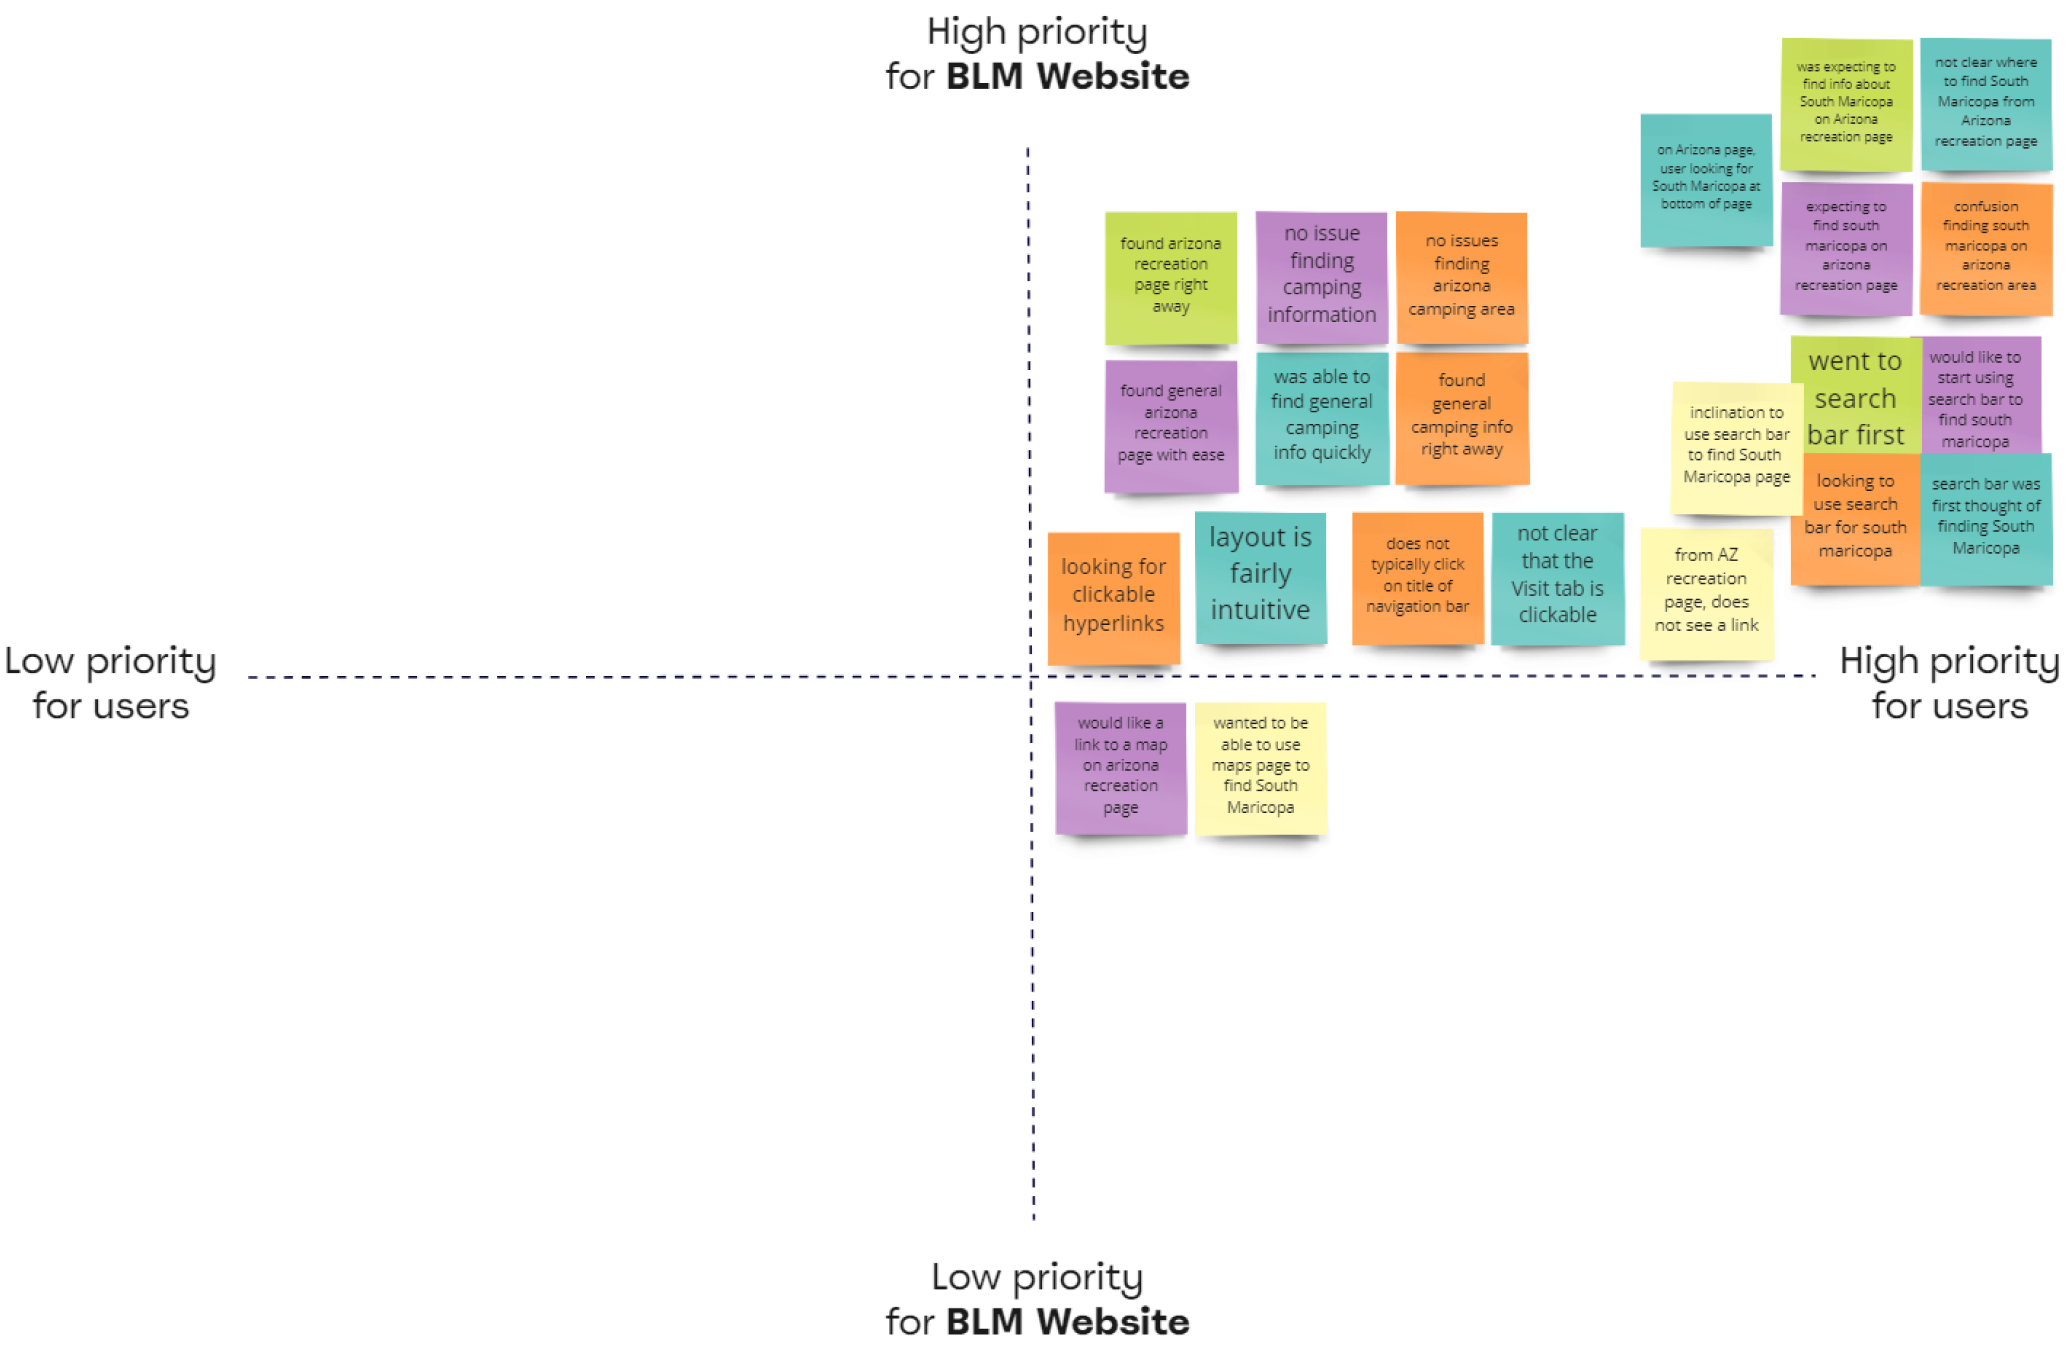 High priority
for BLM Website
was expecting to
find info about
South Maricopa
on Arizona
recreation page
not clear where
to find South
Maricopa from
Arizona
recreation page
on Arizona page,
user looking for
South Maricopa at
bottom of page
expecting to
find south
maricopa on
arizona
recreation page
confusion
finding south
maricopa on
arizona
recreation area
found arizona
recreation
page right
away
no issue
finding
camping
information
no issues
finding
arizona
camping area
found general
arizona
recreation
page with ease
was able to
find general
camping
info quickly
found
general
camping info
right away
inclination to
use search bar
to find South
Maricopa page
went to
search
bar first
would like to
start using
search bar to
find south
maricopa
looking to
use search
bar for south
maricopa
search bar was
first thought of
finding South
Maricopa
looking for
clickable
hyperlinks
layout is
fairly
intuitive
does not
typically click
on title of
navigation bar
not clear
that the
Visit tab is
clickable
from AZ
recreation
page, does
not see a link
Low priority
for users
High priority
for users
would like a
link to a map
on arizona
recreation
page
wanted to be
able to use
maps page to
find South
Maricopa
Low priority
for BLM Website